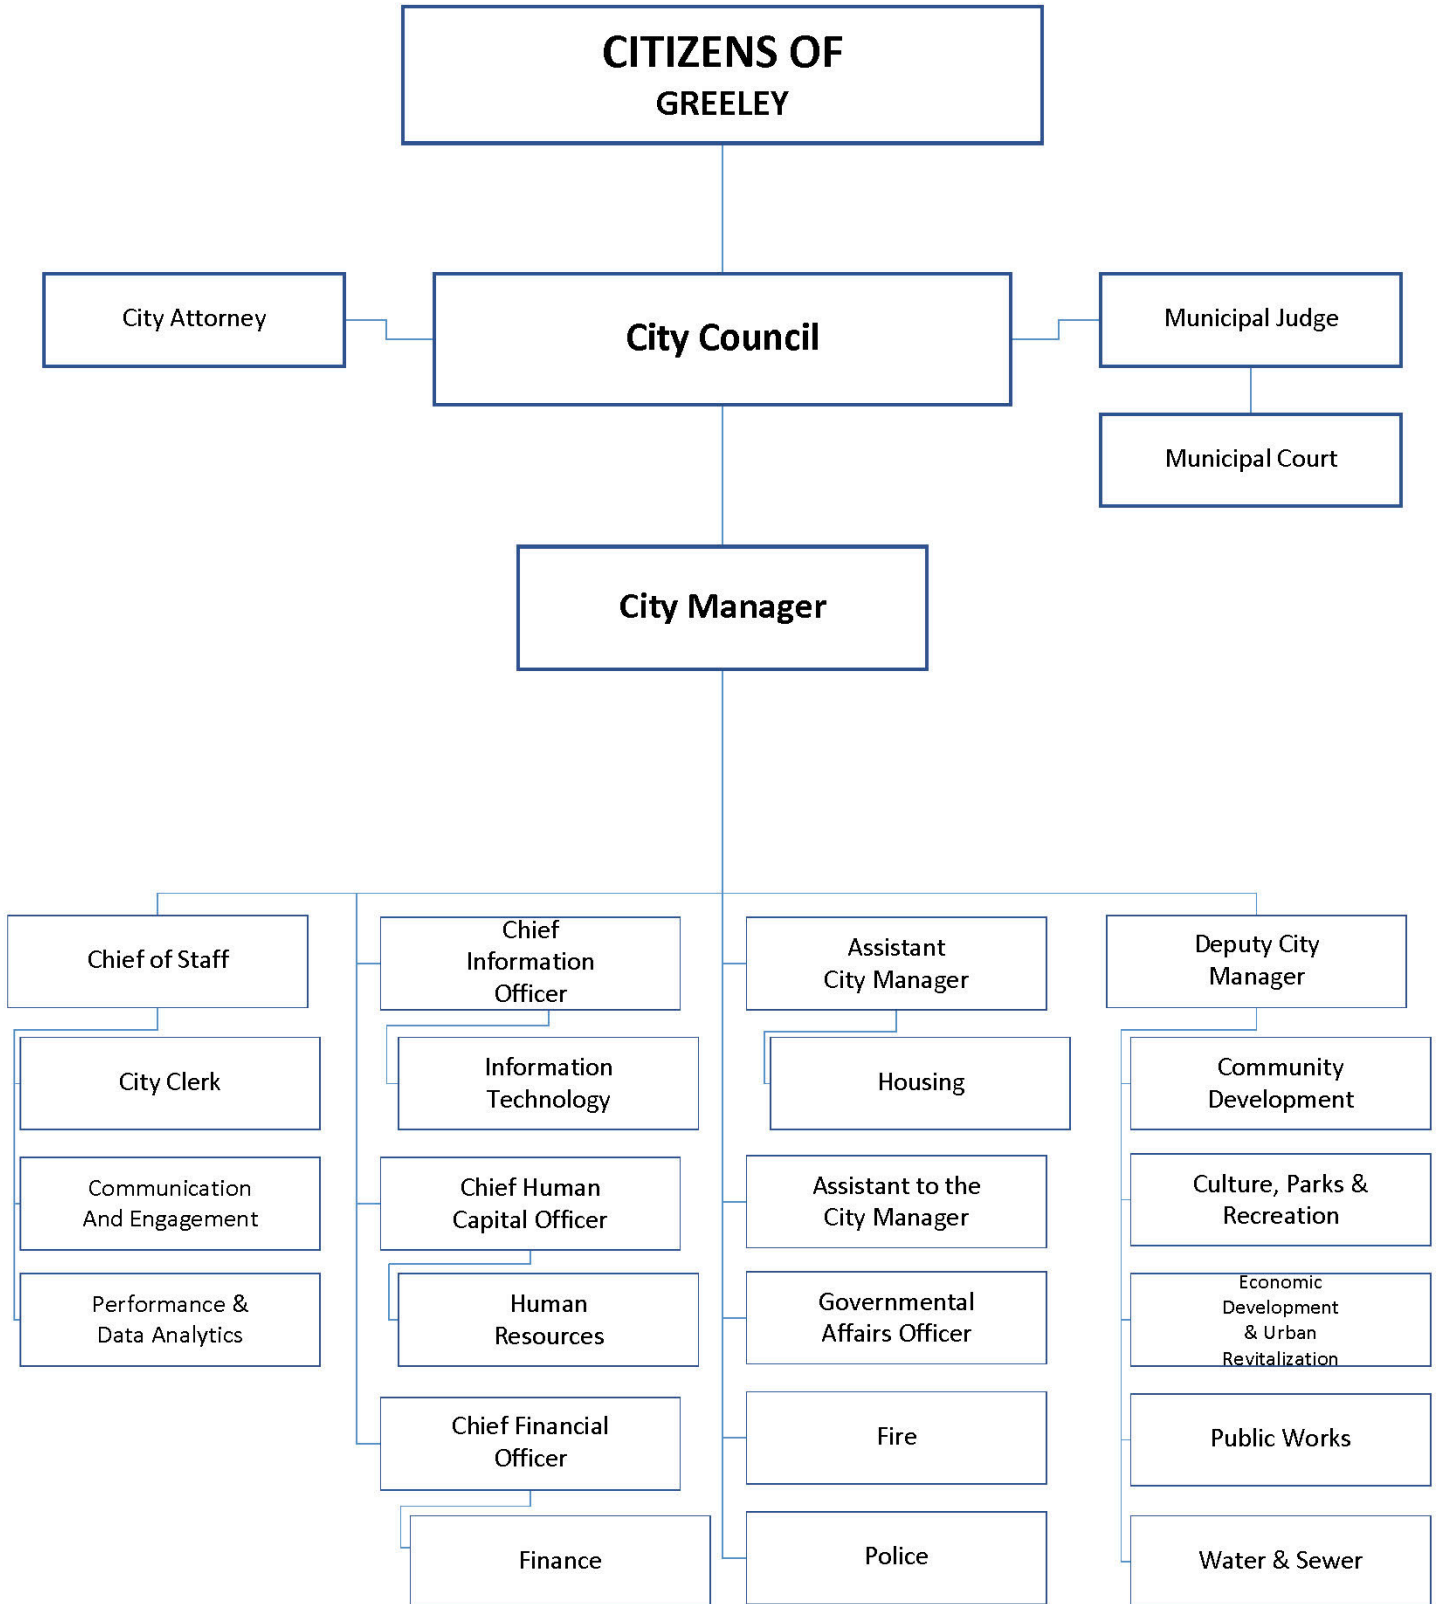 CITIZENS OF
GREELEY
City Attorney
City Council
Municipal Judge
Municipal Court
City Manager
Chief of Staff
City Clerk
Communication
And Engagement
Performance &
Data Analytics
Chief
Information
Officer
Information
Technology
Chief Human
Capital Officer
Human
Resources
Chief Financial
Officer
Finance
Assistant
City Manager
Housing
Assistant to the
City Manager
Governmental
Affairs Officer
Fire
Police
Deputy City
Manager
Community
Development
Culture, Parks &
Recreation
Economic
Development
& Urban
Revitalization
Public Works
Water & Sewer